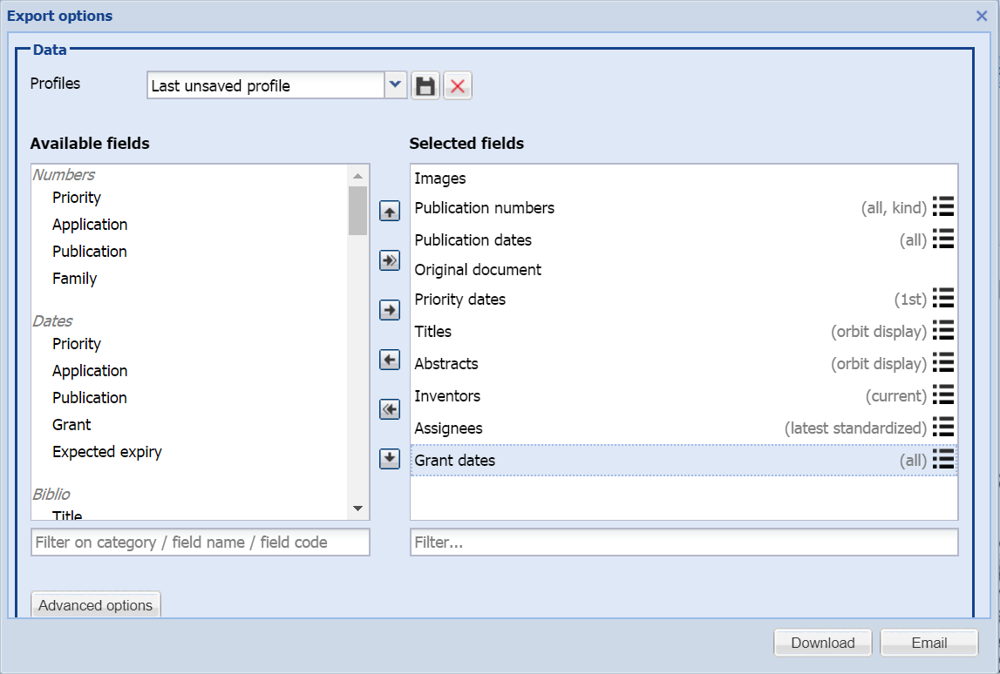 Export options
Data
Profiles
Last unsaved profile
Available fields
Numbers
Priority
Application
Publication
Family
Dates
Priority
Application
Publication
Grant
Expected expiry
Biblio
Title
Filter on category / field name / field code
Selected fields
Images
Publication numbers (all, kind)
Publication dates (all)
Original document
Priority dates (1st)
Titles (orbit display)
Abstracts (orbit display)
Inventors (current)
Assignees (latest standardized)
Grant dates (all)
Filter...
Advanced options
Download Email